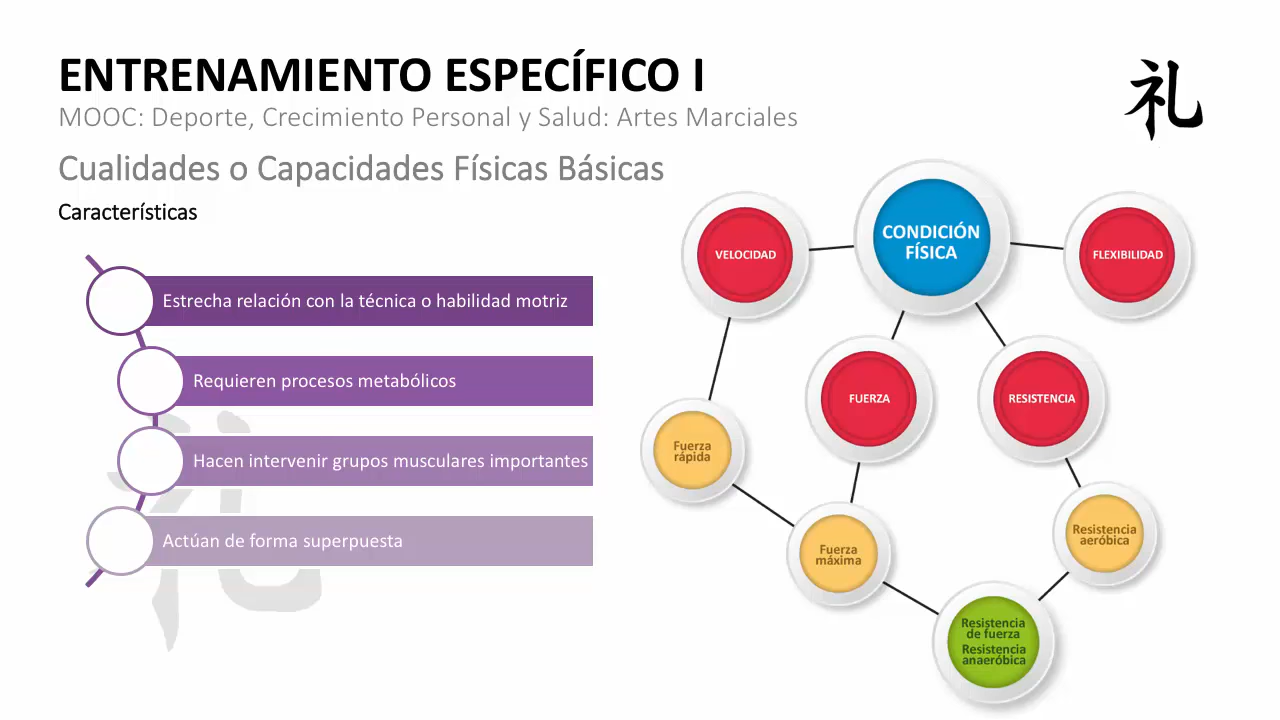 ENTRENAMIENTO ESPECÍFICO I
MOOC: Deporte, Crecimiento Personal y Salud: Artes Marciales
礼
Cualidades o Capacidades Físicas Básicas
Características
Estrecha relación con la técnica o habilidad motriz
Requieren procesos metabólicos
Hacen intervenir grupos musculares importantes
Actúan de forma superpuesta
礼
CONDICIÓN
FÍSICA
VELOCIDAD
FLEXIBILIDAD
FUERZA
RESISTENCIA
Fuerza
rápida
Fuerza
máxima
Resistencia
aeróbica
Resistencia
de fuerza
Resistencia
anaeróbica